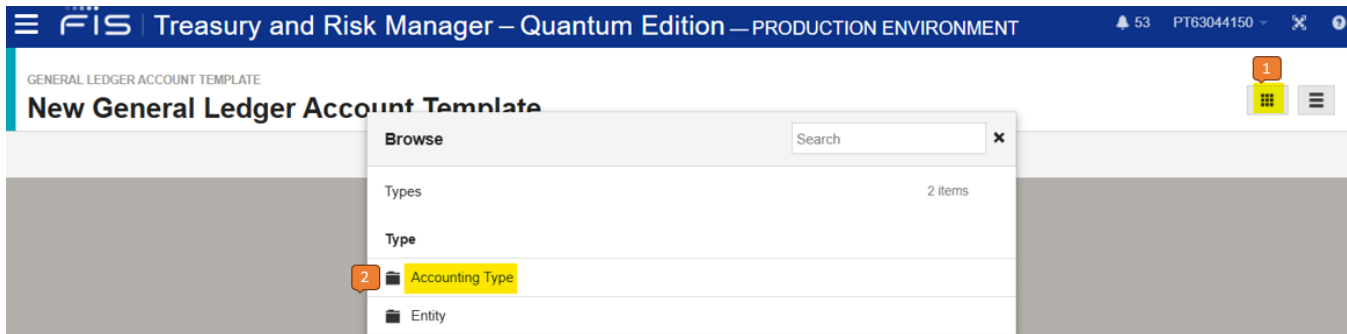 FIS Treasury and Risk Manager – Quantum Edition — PRODUCTION ENVIRONMENT 53 PT63044150
1
GENERAL LEDGER ACCOUNT TEMPLATE
New General Ledger Account Template
Browse Search
Types 2 items
Type
2 Accounting Type
Entity